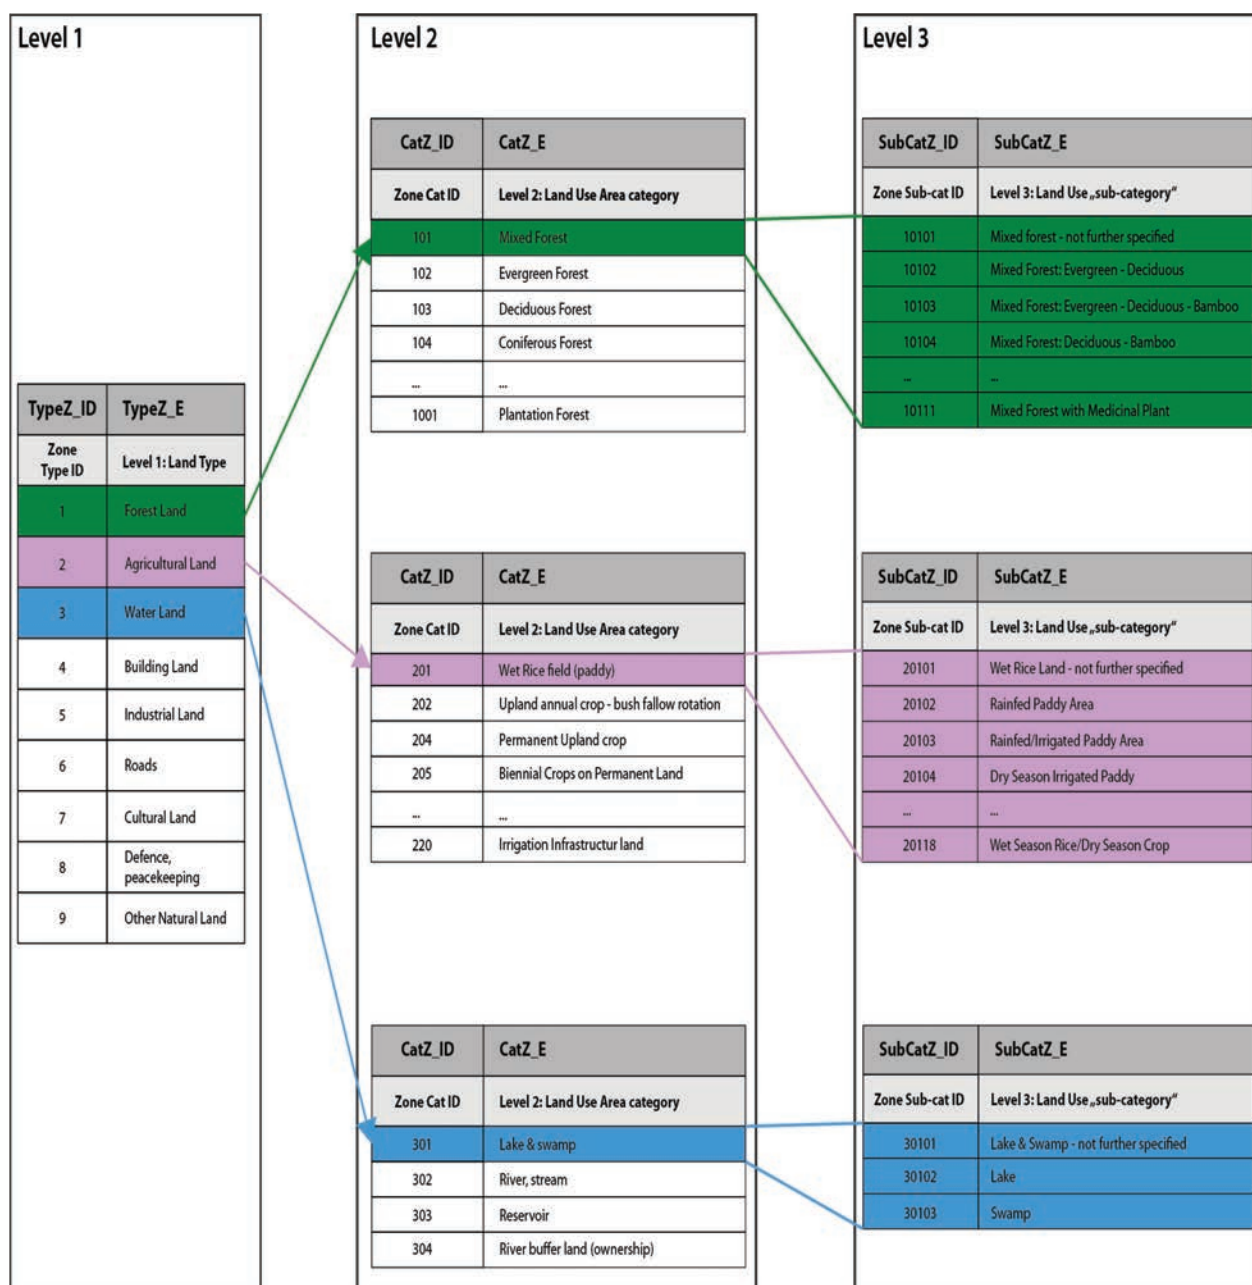 Level 1
TypeZ_ID TypeZ_E
Zone Type ID Level 1: Land Type
1 Forest Land
2 Agricultural Land
3 Water Land
4 Building Land
5 Industrial Land
6 Roads
7 Cultural Land
8 Defence, peacekeeping
9 Other Natural Land
Level 2
CatZ_ID CatZ_E
Zone Cat ID Level 2: Land Use Area category
101 Mixed Forest
102 Evergreen Forest
103 Deciduous Forest
104 Coniferous Forest
... ...
1001 Plantation Forest
CatZ_ID CatZ_E
Zone Cat ID Level 2: Land Use Area category
201 Wet Rice field (paddy)
202 Upland annual crop - bush fallow rotation
204 Permanent Upland crop
205 Biennial Crops on Permanent Land
... ...
220 Irrigation Infrastructur land
CatZ_ID CatZ_E
Zone Cat ID Level 2: Land Use Area category
301 Lake & swamp
302 River, stream
303 Reservoir
304 River buffer land (ownership)
Level 3
SubCatZ_ID SubCatZ_E
Zone Sub-cat ID Level 3: Land Use „sub-category“
10101 Mixed forest - not further specified
10102 Mixed Forest: Evergreen - Deciduous
10103 Mixed Forest: Evergreen - Deciduous - Bamboo
10104 Mixed Forest: Deciduous - Bamboo
... ...
10111 Mixed Forest with Medicinal Plant
SubCatZ_ID SubCatZ_E
Zone Sub-cat ID Level 3: Land Use „sub-category“
20101 Wet Rice Land - not further specified
20102 Rainfed Paddy Area
20103 Rainfed/Irrigated Paddy Area
20104 Dry Season Irrigated Paddy
... ...
20118 Wet Season Rice/Dry Season Crop
SubCatZ_ID SubCatZ_E
Zone Sub-cat ID Level 3: Land Use „sub-category“
30101 Lake & Swamp - not further specified
30102 Lake
30103 Swamp